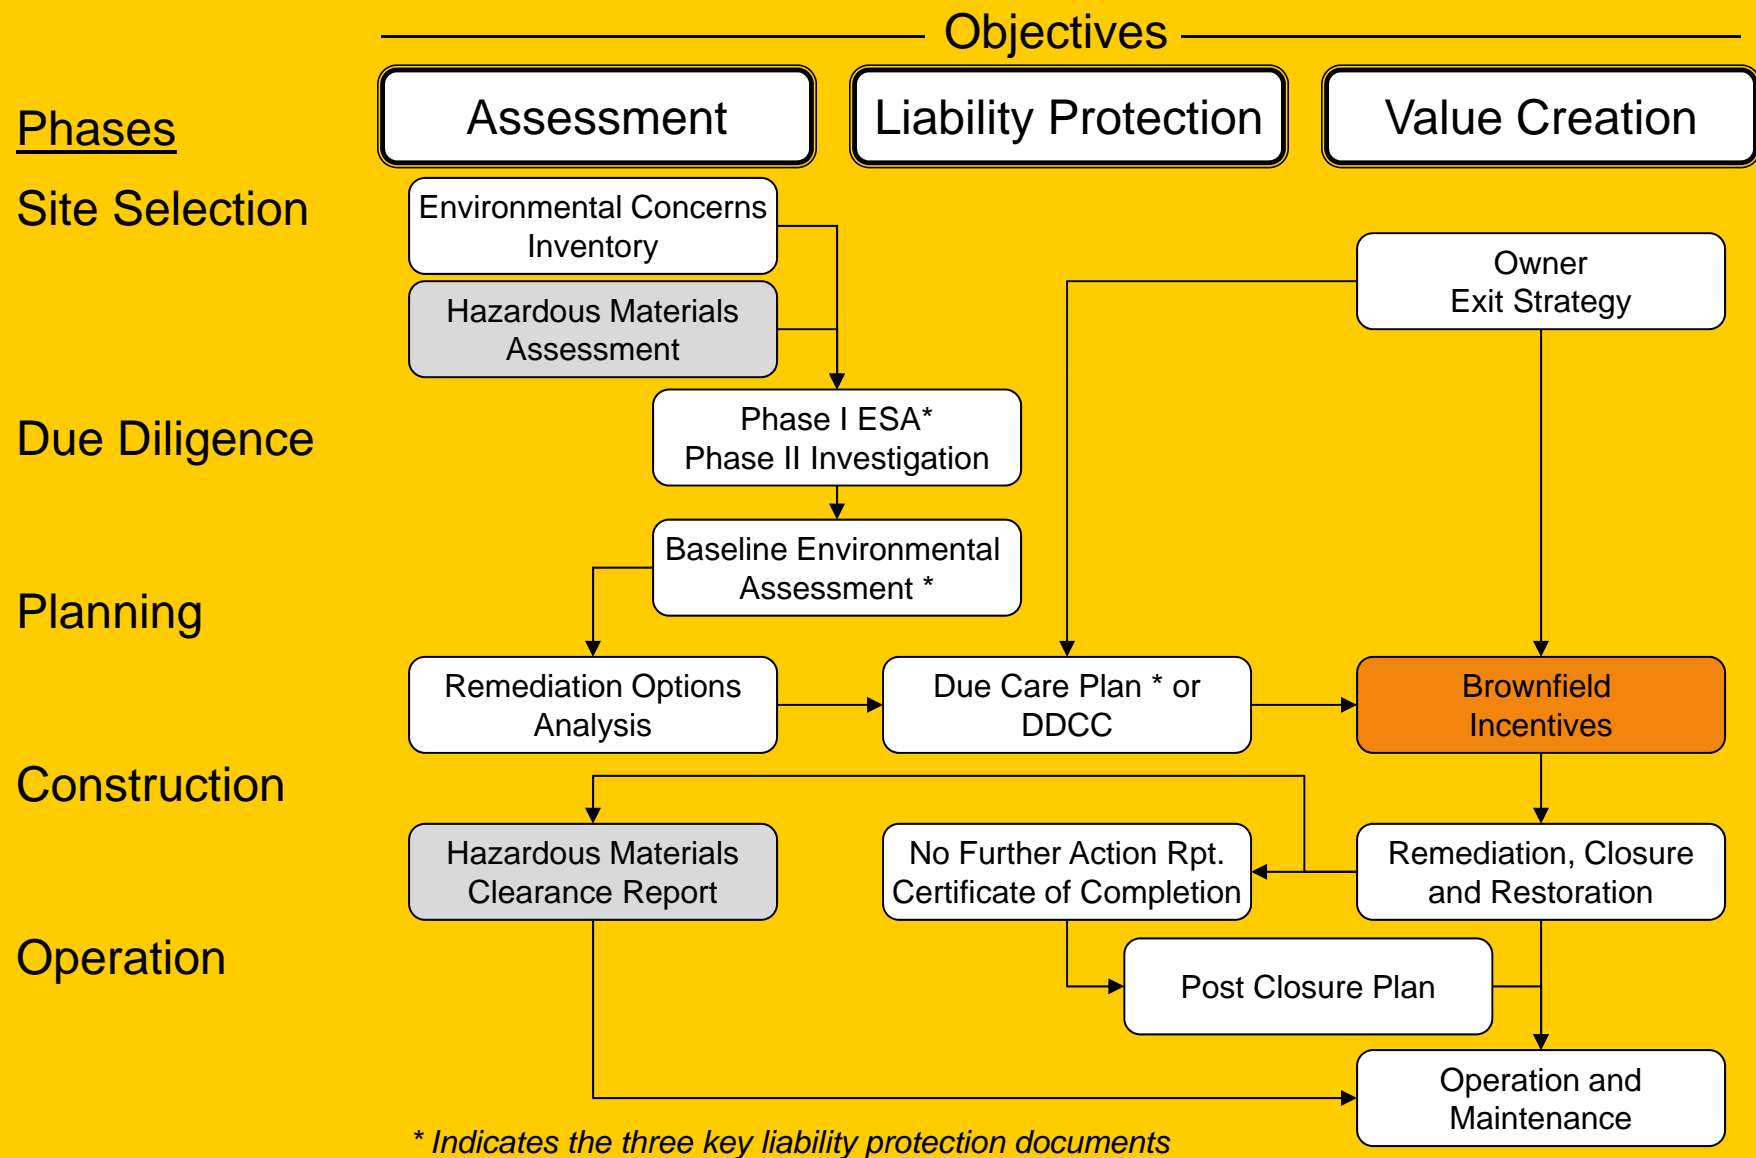 Objectives
Phases
Assessment
Liability Protection
Value Creation
Site Selection
Environmental Concerns
Inventory
Hazardous Materials
Assessment
Owner
Exit Strategy
Due Diligence
Phase I ESA*
Phase II Investigation
Baseline Environmental
Assessment *
Planning
Remediation Options
Analysis
Due Care Plan * or
DDCC
Brownfield
Incentives
Construction
Hazardous Materials
Clearance Report
No Further Action Rpt.
Certificate of Completion
Remediation, Closure
and Restoration
Operation
Post Closure Plan
Operation and
Maintenance
* Indicates the three key liability protection documents